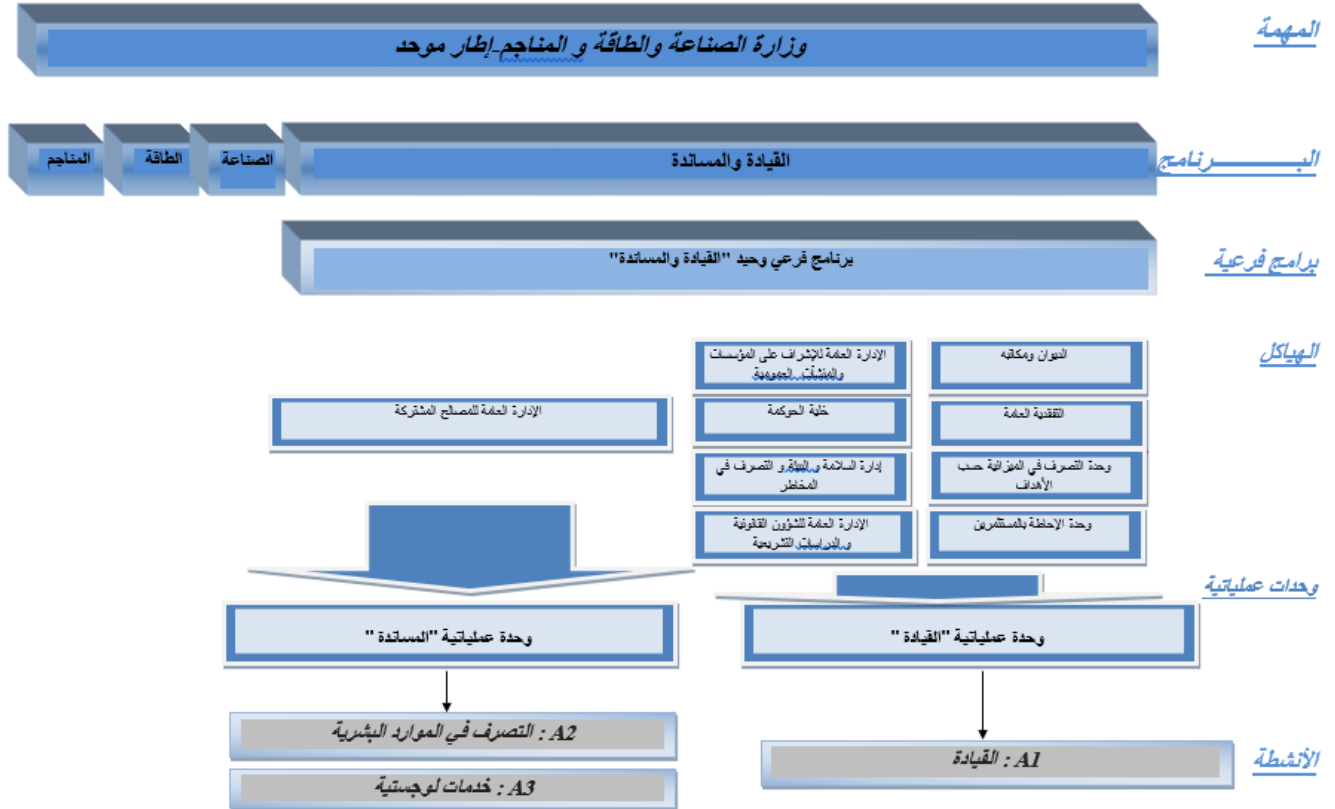 المهمة
وزارة الصناعة والطاقة و المناجم-إطار موحد
البـــــــــرنامج
القيادة والمساندة
الصناعة
الطاقة
المناجم
برامج فرعية
برنامج فرعي وحيد "القيادة والمساندة"
الهياكل
الديوان ومكاتبه
الإدارة العامة للإشراف على المؤسسات
والمنشآت العمومية
التفقدية العامة
خلية الحوكمة
الإدارة العامة للمصالح المشتركة
وحدة التصرف في الميزانية حسب
الأهداف
إدارة السلامة و البيئة و التصرف في
المخاطر
وحدة الإحاطة بالمستثمرين
الإدارة العامة للشؤون القانونية
والدراسات التشريعية
وحدات عملياتية
وحدة عملياتية "القيادة "
وحدة عملياتية "المساندة "
الأنشطة
A1 : القيادة
A2 : التصرف في الموارد البشرية
A3 : خدمات لوجستية